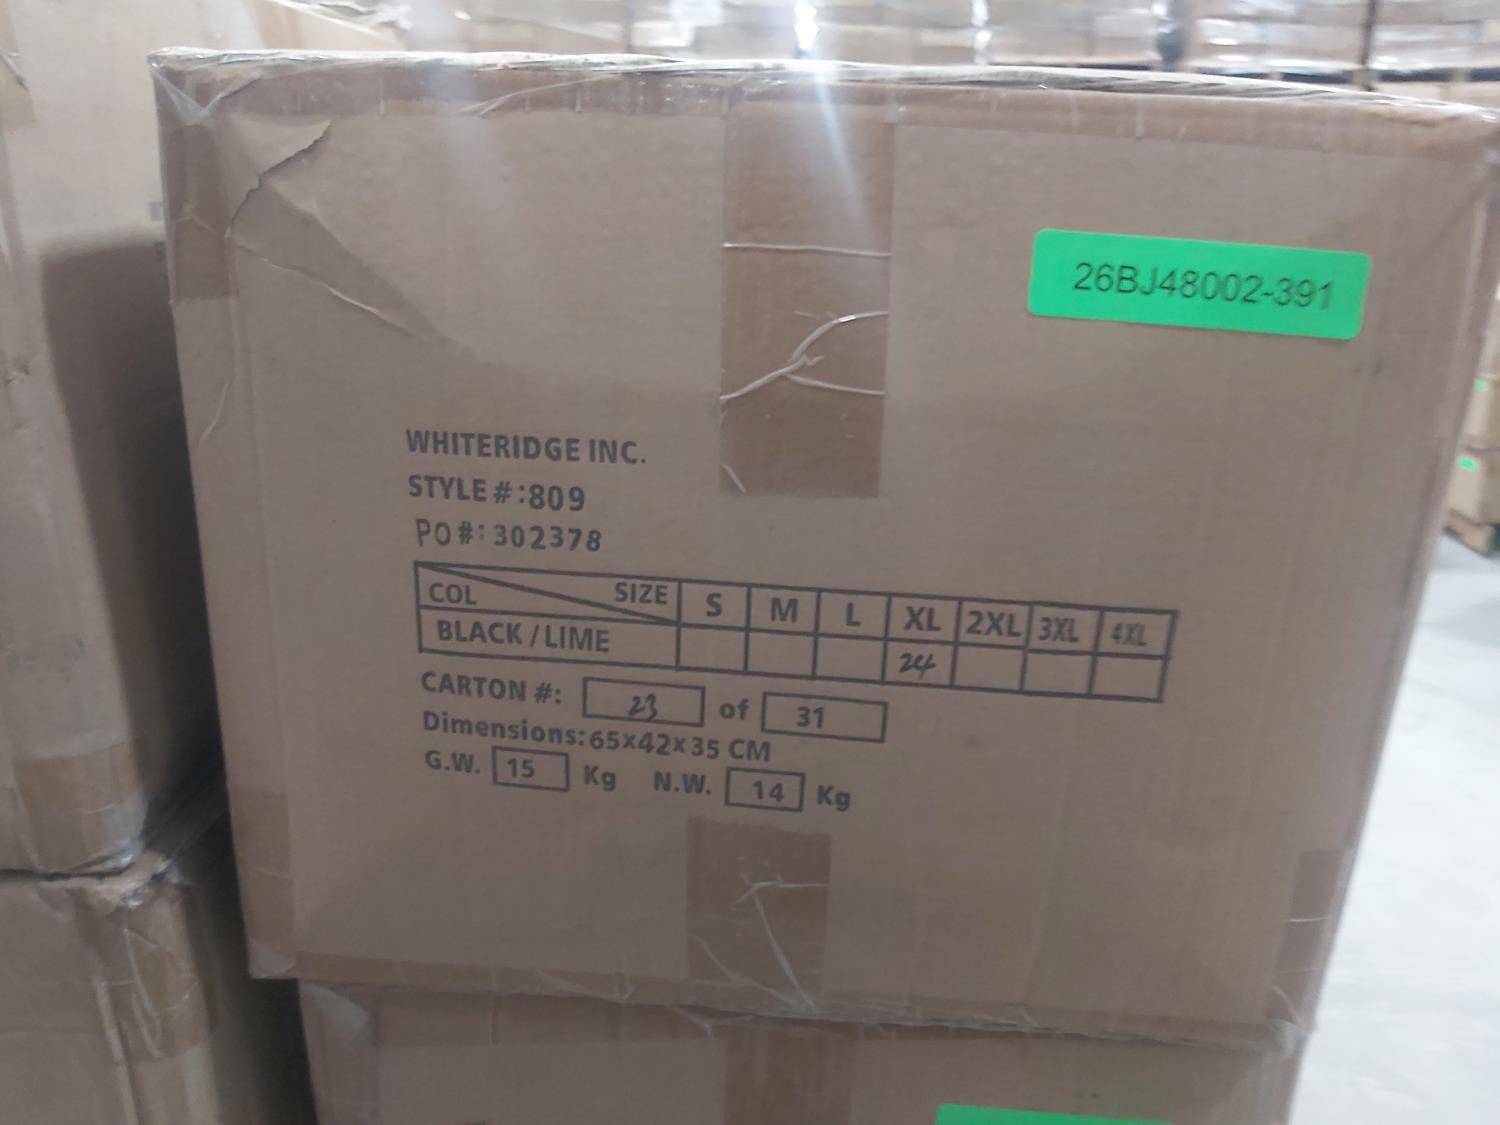 26BJ48002-391
WHITERIDGE INC.
STYLE #:809
PO#: 302378
COL SIZE S M L XL 2XL 3XL 4XL
BLACK / LIME 24
CARTON #: 23 of 31
Dimensions:65x42x35 CM
G.W. 15 Kg N.W. 14 Kg